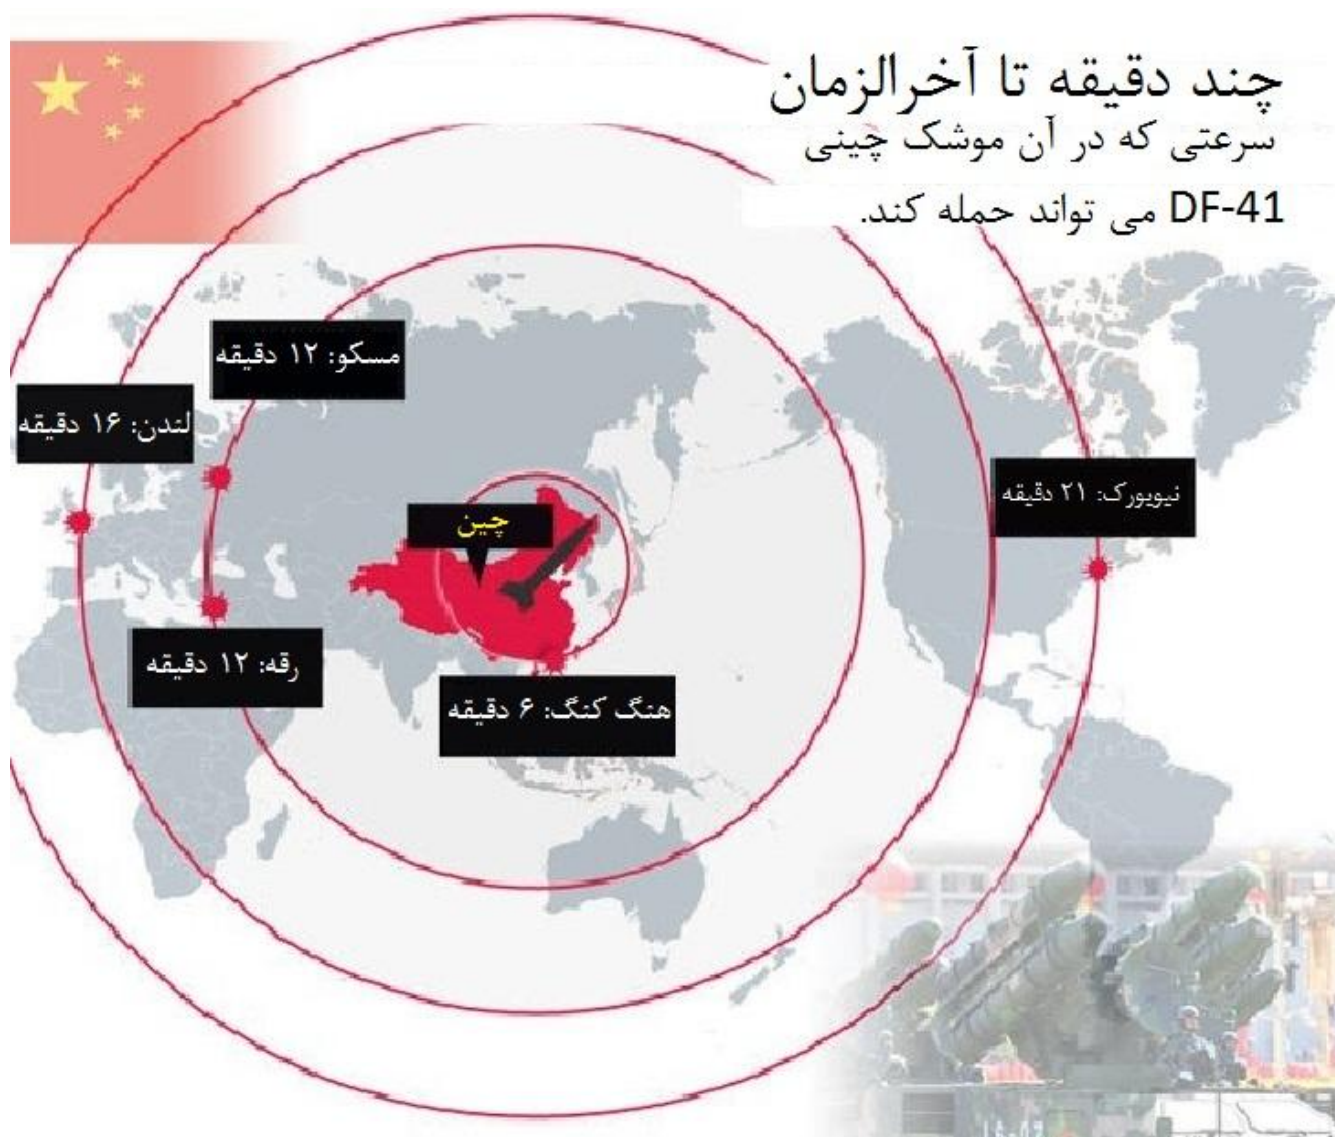 چند دقیقه تا آخرالزمان
سرعتی که در آن موشک چینی
DF-41 می تواند حمله کند.
مسکو: ۱۲ دقیقه
لندن: ۱۶ دقیقه
نیویورک: ۲۱ دقیقه
چین
رقه: ۱۲ دقیقه
هنگ کنگ: ۶ دقیقه